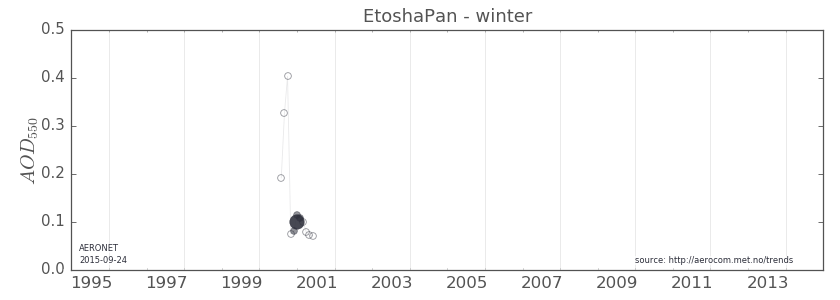 EtoshaPan - winter
0.5
0.4
0.3
0.2
0.1
0.0
AOD550
AERONET
2015-09-24
source: http://aerocom.met.no/trends
1995 1997 1999 2001 2003 2005 2007 2009 2011 2013